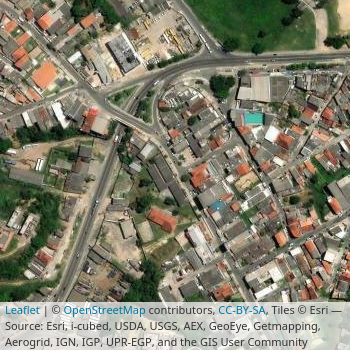 Leaflet | © OpenStreetMap contributors, CC-BY-SA, Tiles © Esri —
Source: Esri, i-cubed, USDA, USGS, AEX, GeoEye, Getmapping,
Aerogrid, IGN, IGP, UPR-EGP, and the GIS User Community